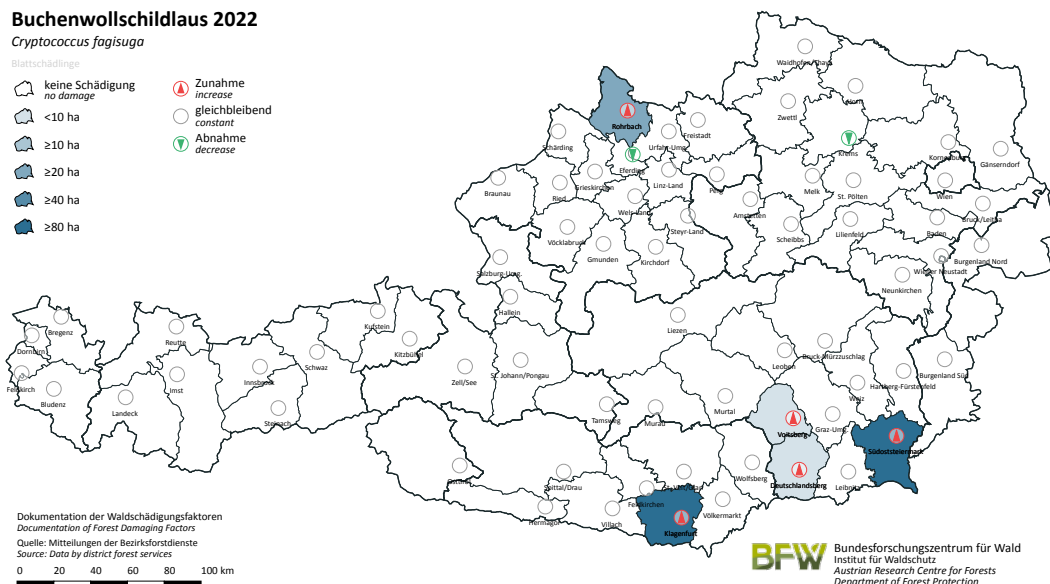 Buchenwollschildlaus 2022
Cryptococcus fagisuga
Blattschädlinge
keine Schädigung
no damage
<10 ha
≥10 ha
≥20 ha
≥40 ha
≥80 ha
Zunahme
increase
gleichbleibend
constant
Abnahme
decrease
Waidhofen/Thaya
Horn
Zwettl
Rohrbach
Freistadt
Schärding
Urfahr-Umg.
Krems
Korneuburg
Gänserndorf
Eferding
Grieskirchen
Linz-Land
Perg
Melk
St. Pölten
Wien
Braunau
Ried
Wels-Land
Amstetten
Bruck/Leitha
Steyr-Land
Scheibbs
Lilienfeld
Baden
Vöcklabruck
Gmunden
Kirchdorf
Burgenland Nord
Salzburg-Umg.
Wiener Neustadt
Neunkirchen
Hallein
Liezen
Bregenz
Kufstein
Reutte
Dornbirn
Kitzbühel
Bruck-Mürzzuschlag
Schwaz
Leoben
Zell/See
St. Johann/Pongau
Burgenland Süd
Feldkirch
Innsbruck
Imst
Hartberg-Fürstenfeld
Bludenz
Weiz
Landeck
Steinach
Tamsweg
Murau
Murtal
Graz-Umg.
Voitsberg
Südoststeiermark
Osttirol
Spittal/Drau
St. Veit/Glan
Wolfsberg
Deutschlandsberg
Leibnitz
Feldkirchen
Hermagor
Villach
Völkermarkt
Klagenfurt
Dokumentation der Waldschädigungsfaktoren
Documentation of Forest Damaging Factors
Quelle: Mitteilungen der Bezirksforstdienste
Source: Data by district forest services
0 20 40 60 80 100 km
BFW
Bundesforschungszentrum für Wald
Institut für Waldschutz
Austrian Research Centre for Forests
Department of Forest Protection